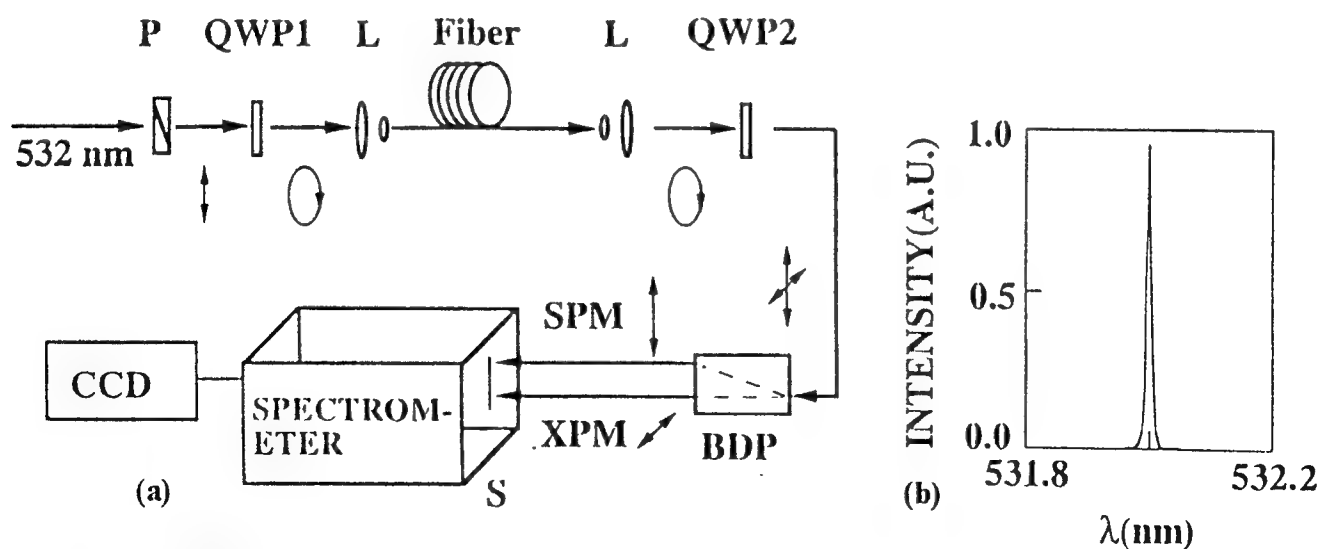 P QWP1 L Fiber L QWP2
532 nm
SPM
XPM
BDP
CCD
SPECTROM-
ETER
S
(a)
INTENSITY(A.U.)
1.0
0.5
0.0
531.8 532.2
λ(nm)
(b)